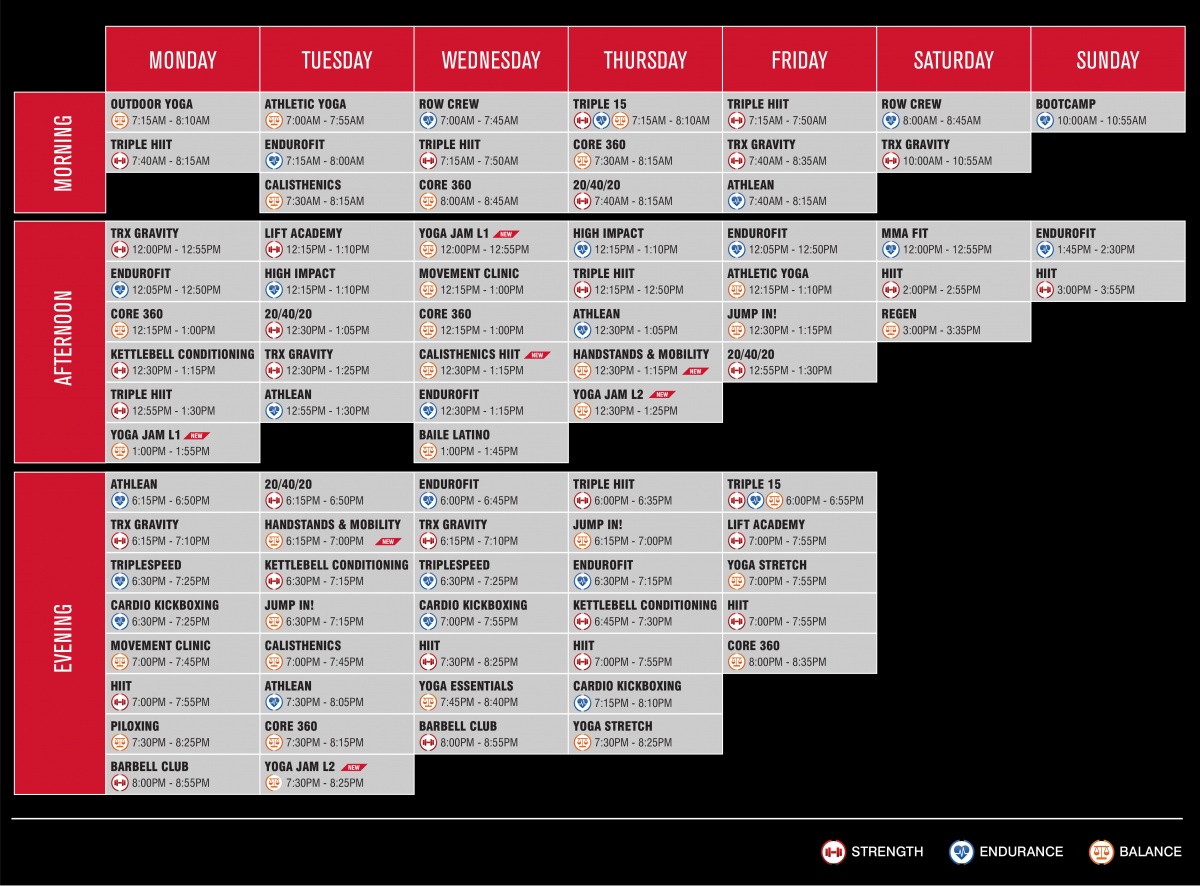 MONDAY TUESDAY WEDNESDAY THURSDAY FRIDAY SATURDAY SUNDAY
MORNING
OUTDOOR YOGA ATHLETIC YOGA ROW CREW TRIPLE 15 TRIPLE HIIT ROW CREW BOOTCAMP
7:15AM - 8:10AM 7:00AM - 7:55AM 7:00AM - 7:45AM 7:15AM - 8:10AM 7:15AM - 7:50AM 8:00AM - 8:45AM 10:00AM - 10:55AM
TRIPLE HIIT ENDUROFIT TRIPLE HIIT CORE 360 TRX GRAVITY TRX GRAVITY
7:40AM - 8:15AM 7:15AM - 8:00AM 7:15AM - 7:50AM 7:30AM - 8:15AM 7:40AM - 8:35AM 10:00AM - 10:55AM
CALISTHENICS CORE 360 20/40/20 ATHLEAN
7:30AM - 8:15AM 8:00AM - 8:45AM 7:40AM - 8:15AM 7:40AM - 8:15AM
AFTERNOON
TRX GRAVITY LIFT ACADEMY YOGA JAM L1 NEW HIGH IMPACT ENDUROFIT MMA FIT ENDUROFIT
12:00PM - 12:55PM 12:15PM - 1:10PM 12:00PM - 12:55PM 12:15PM - 1:10PM 12:05PM - 12:50PM 12:00PM - 12:55PM 1:45PM - 2:30PM
ENDUROFIT HIGH IMPACT MOVEMENT CLINIC TRIPLE HIIT ATHLETIC YOGA HIIT HIIT
12:05PM - 12:50PM 12:15PM - 1:10PM 12:15PM - 1:00PM 12:15PM - 12:50PM 12:15PM - 1:10PM 2:00PM - 2:55PM 3:00PM - 3:55PM
CORE 360 20/40/20 CORE 360 ATHLEAN JUMP IN! REGEN
12:15PM - 1:00PM 12:30PM - 1:05PM 12:15PM - 1:00PM 12:30PM - 1:05PM 12:30PM - 1:15PM 3:00PM - 3:35PM
KETTLEBELL CONDITIONING TRX GRAVITY CALISTHENICS HIIT NEW HANDSTANDS & MOBILITY 20/40/20
12:30PM - 1:15PM 12:30PM - 1:25PM 12:30PM - 1:15PM 12:30PM - 1:15PM NEW 12:55PM - 1:30PM
TRIPLE HIIT ATHLEAN ENDUROFIT YOGA JAM L2 NEW
12:55PM - 1:30PM 12:55PM - 1:30PM 12:30PM - 1:15PM 12:30PM - 1:25PM
YOGA JAM L1 NEW BAILE LATINO
1:00PM - 1:55PM 1:00PM - 1:45PM
EVENING
ATHLEAN 20/40/20 ENDUROFIT TRIPLE HIIT TRIPLE 15
6:15PM - 6:50PM 6:15PM - 6:50PM 6:00PM - 6:45PM 6:00PM - 6:35PM 6:00PM - 6:55PM
TRX GRAVITY HANDSTANDS & MOBILITY TRX GRAVITY JUMP IN! LIFT ACADEMY
6:15PM - 7:10PM 6:15PM - 7:00PM NEW 6:15PM - 7:10PM 6:15PM - 7:00PM 7:00PM - 7:55PM
TRIPLESPEED KETTLEBELL CONDITIONING TRIPLESPEED ENDUROFIT YOGA STRETCH
6:30PM - 7:25PM 6:30PM - 7:15PM 6:30PM - 7:25PM 6:30PM - 7:15PM 7:00PM - 7:55PM
CARDIO KICKBOXING JUMP IN! CARDIO KICKBOXING KETTLEBELL CONDITIONING HIIT
6:30PM - 7:25PM 6:30PM - 7:15PM 7:00PM - 7:55PM 6:45PM - 7:30PM 7:00PM - 7:55PM
MOVEMENT CLINIC CALISTHENICS HIIT HIIT CORE 360
7:00PM - 7:45PM 7:00PM - 7:45PM 7:30PM - 8:25PM 7:00PM - 7:55PM 8:00PM - 8:35PM
HIIT ATHLEAN YOGA ESSENTIALS CARDIO KICKBOXING
7:00PM - 7:55PM 7:30PM - 8:05PM 7:45PM - 8:40PM 7:15PM - 8:10PM
PILOXING CORE 360 BARBELL CLUB YOGA STRETCH
7:30PM - 8:25PM 7:30PM - 8:15PM 8:00PM - 8:55PM 7:30PM - 8:25PM
BARBELL CLUB YOGA JAM L2 NEW
8:00PM - 8:55PM 7:30PM - 8:25PM
STRENGTH ENDURANCE BALANCE